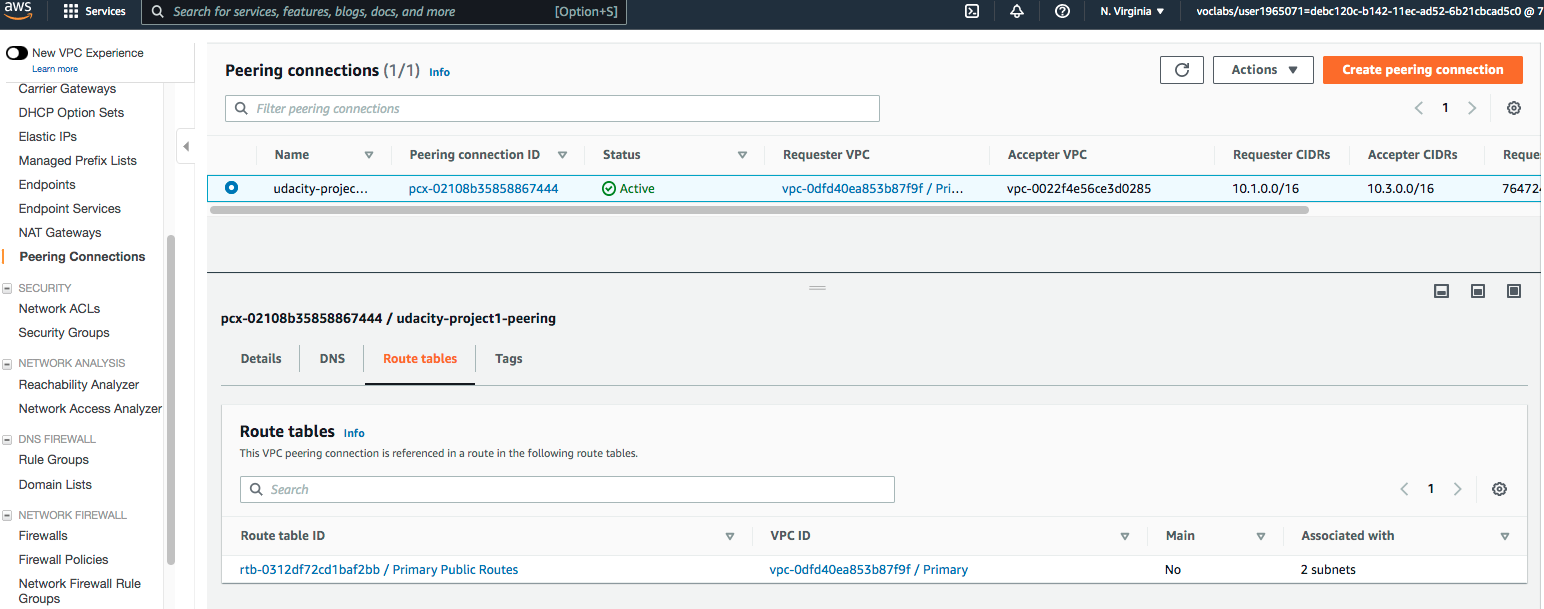 aws
Services
Search for services, features, blogs, docs, and more
[Option+S]
N. Virginia
voclabs/user1965071=debc120c-b142-11ec-ad52-6b21cbcad5c0 @ 7
New VPC Experience
Learn more
Carrier Gateways
DHCP Option Sets
Elastic IPs
Managed Prefix Lists
Endpoints
Endpoint Services
NAT Gateways
Peering Connections
SECURITY
Network ACLs
Security Groups
NETWORK ANALYSIS
Reachability Analyzer
Network Access Analyzer
DNS FIREWALL
Rule Groups
Domain Lists
NETWORK FIREWALL
Firewalls
Firewall Policies
Network Firewall Rule
Groups
Peering connections (1/1) Info
Actions
Create peering connection
Filter peering connections
1
Name Peering connection ID Status Requester VPC Accepter VPC Requester CIDRs Accepter CIDRs Reque
udacity-projec... pcx-02108b35858867444 Active vpc-0dfd40ea853b87f9f / Pri... vpc-0022f4e56ce3d0285 10.1.0.0/16 10.3.0.0/16 76472
pcx-02108b35858867444 / udacity-project1-peering
Details DNS Route tables Tags
Route tables Info
This VPC peering connection is referenced in a route in the following route tables.
Search
1
Route table ID VPC ID Main Associated with
rtb-0312df72cd1baf2bb / Primary Public Routes vpc-0dfd40ea853b87f9f / Primary No 2 subnets